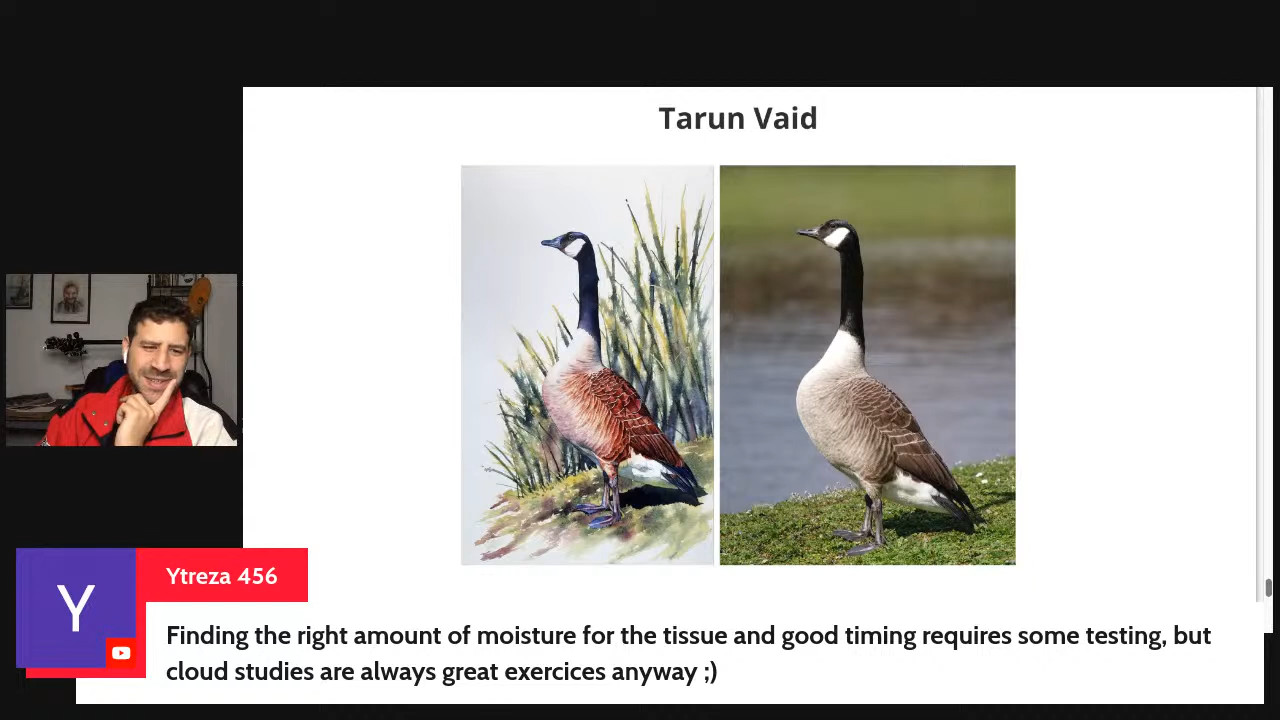 Tarun Vaid
Y
Ytreza 456
Finding the right amount of moisture for the tissue and good timing requires some testing, but
cloud studies are always great exercices anyway ;)